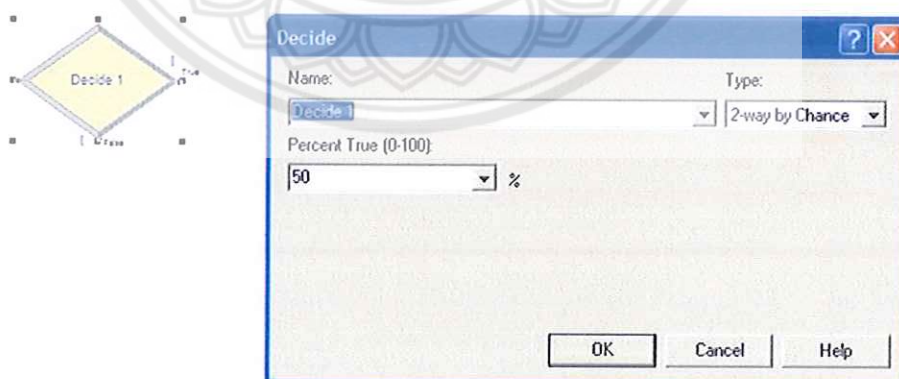 Decide 1
True
False
Decide
Name:
Type:
Decide 1
2-way by Chance
Percent True (0-100):
50
%
OK
Cancel
Help